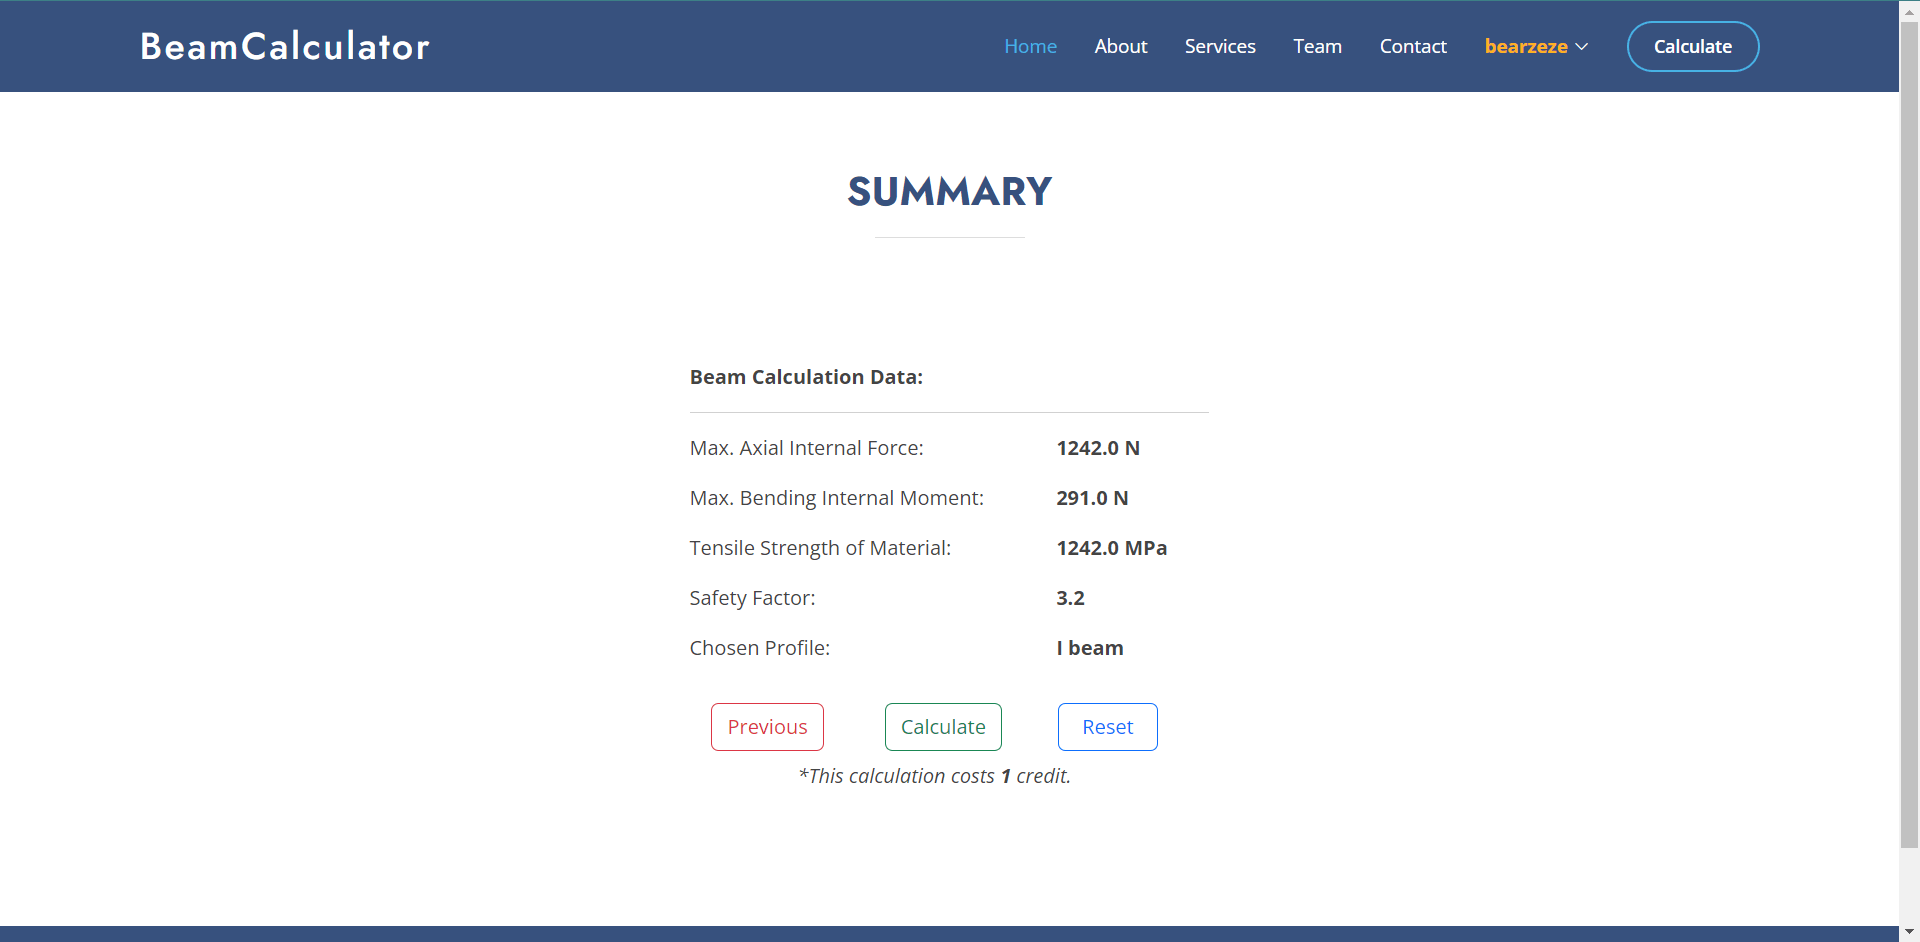 BeamCalculator
Home About Services Team Contact bearzeze Calculate
SUMMARY
Beam Calculation Data:
Max. Axial Internal Force: 1242.0 N
Max. Bending Internal Moment: 291.0 N
Tensile Strength of Material: 1242.0 MPa
Safety Factor: 3.2
Chosen Profile: I beam
Previous Calculate Reset
*This calculation costs 1 credit.